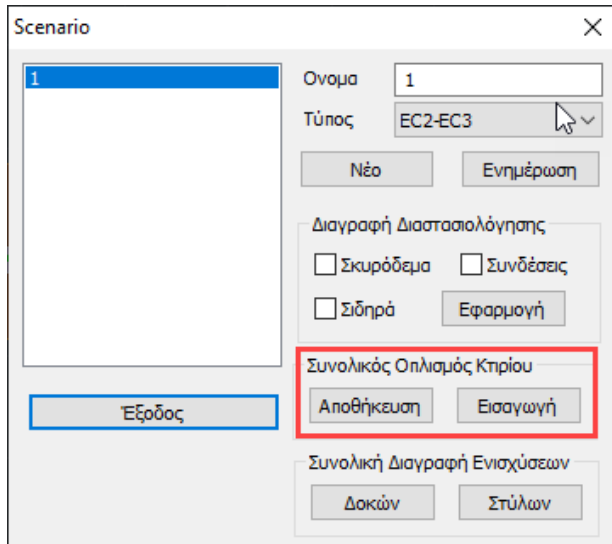 Scenario
1
Ονομα 1
Τύπος EC2-EC3
Νέο Ενημέρωση
Διαγραφή Διαστασιολόγησης
Σκυρόδεμα Συνδέσεις
Σιδηρά Εφαρμογή
Συνολικός Οπλισμός Κτιρίου
Αποθήκευση Εισαγωγή
Έξοδος
Συνολική Διαγραφή Ενισχύσεων
Δοκών Στύλων